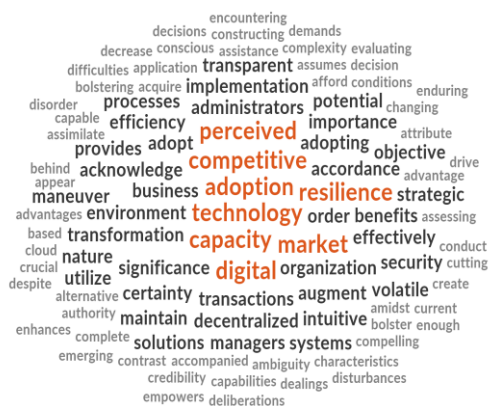 encountering
decisions constructing demands
decrease conscious assistance complexity evaluating
difficulties application transparent assumes decision
bolstering acquire implementation afford conditions
disorder processes administrators potential enduring
capable efficiency perceived importance changing
assimilate provides adopt adopting objective attribute
behind acknowledge competitive accordance advantage drive
appear maneuver business adoption resilience strategic
advantages environment technology order benefits assessing
based transformation capacity market effectively conduct
cloud nature
crucial utilize significance digital organization security cutting
despite alternative certainty transactions augment volatile create
authority maintain decentralized intuitive amidst current
enhances complete solutions managers systems bolster enough
compelling
emerging contrast accompanied ambiguity characteristics
credibility capabilities dealings disturbances
empowers deliberations